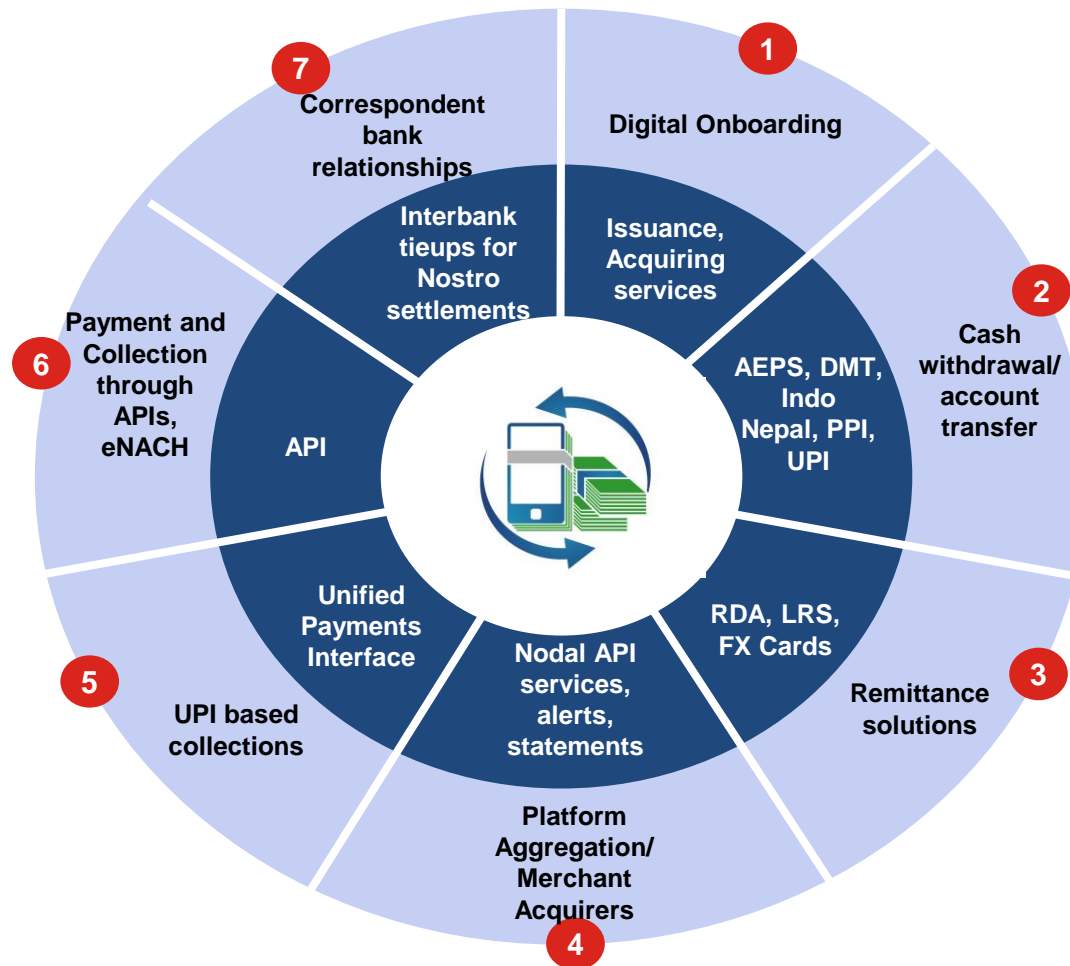 1
Digital Onboarding
Issuance,
Acquiring
services
2
Cash
withdrawal/
account
transfer
AEPS, DMT,
Indo
Nepal, PPI,
UPI
3
Remittance
solutions
RDA, LRS,
FX Cards
4
Platform
Aggregation/
Merchant
Acquirers
Nodal API
services,
alerts,
statements
5
UPI based
collections
Unified
Payments
Interface
6
Payment and
Collection
through
APIs,
eNACH
API
7
Correspondent
bank
relationships
Interbank
tieups for
Nostro
settlements